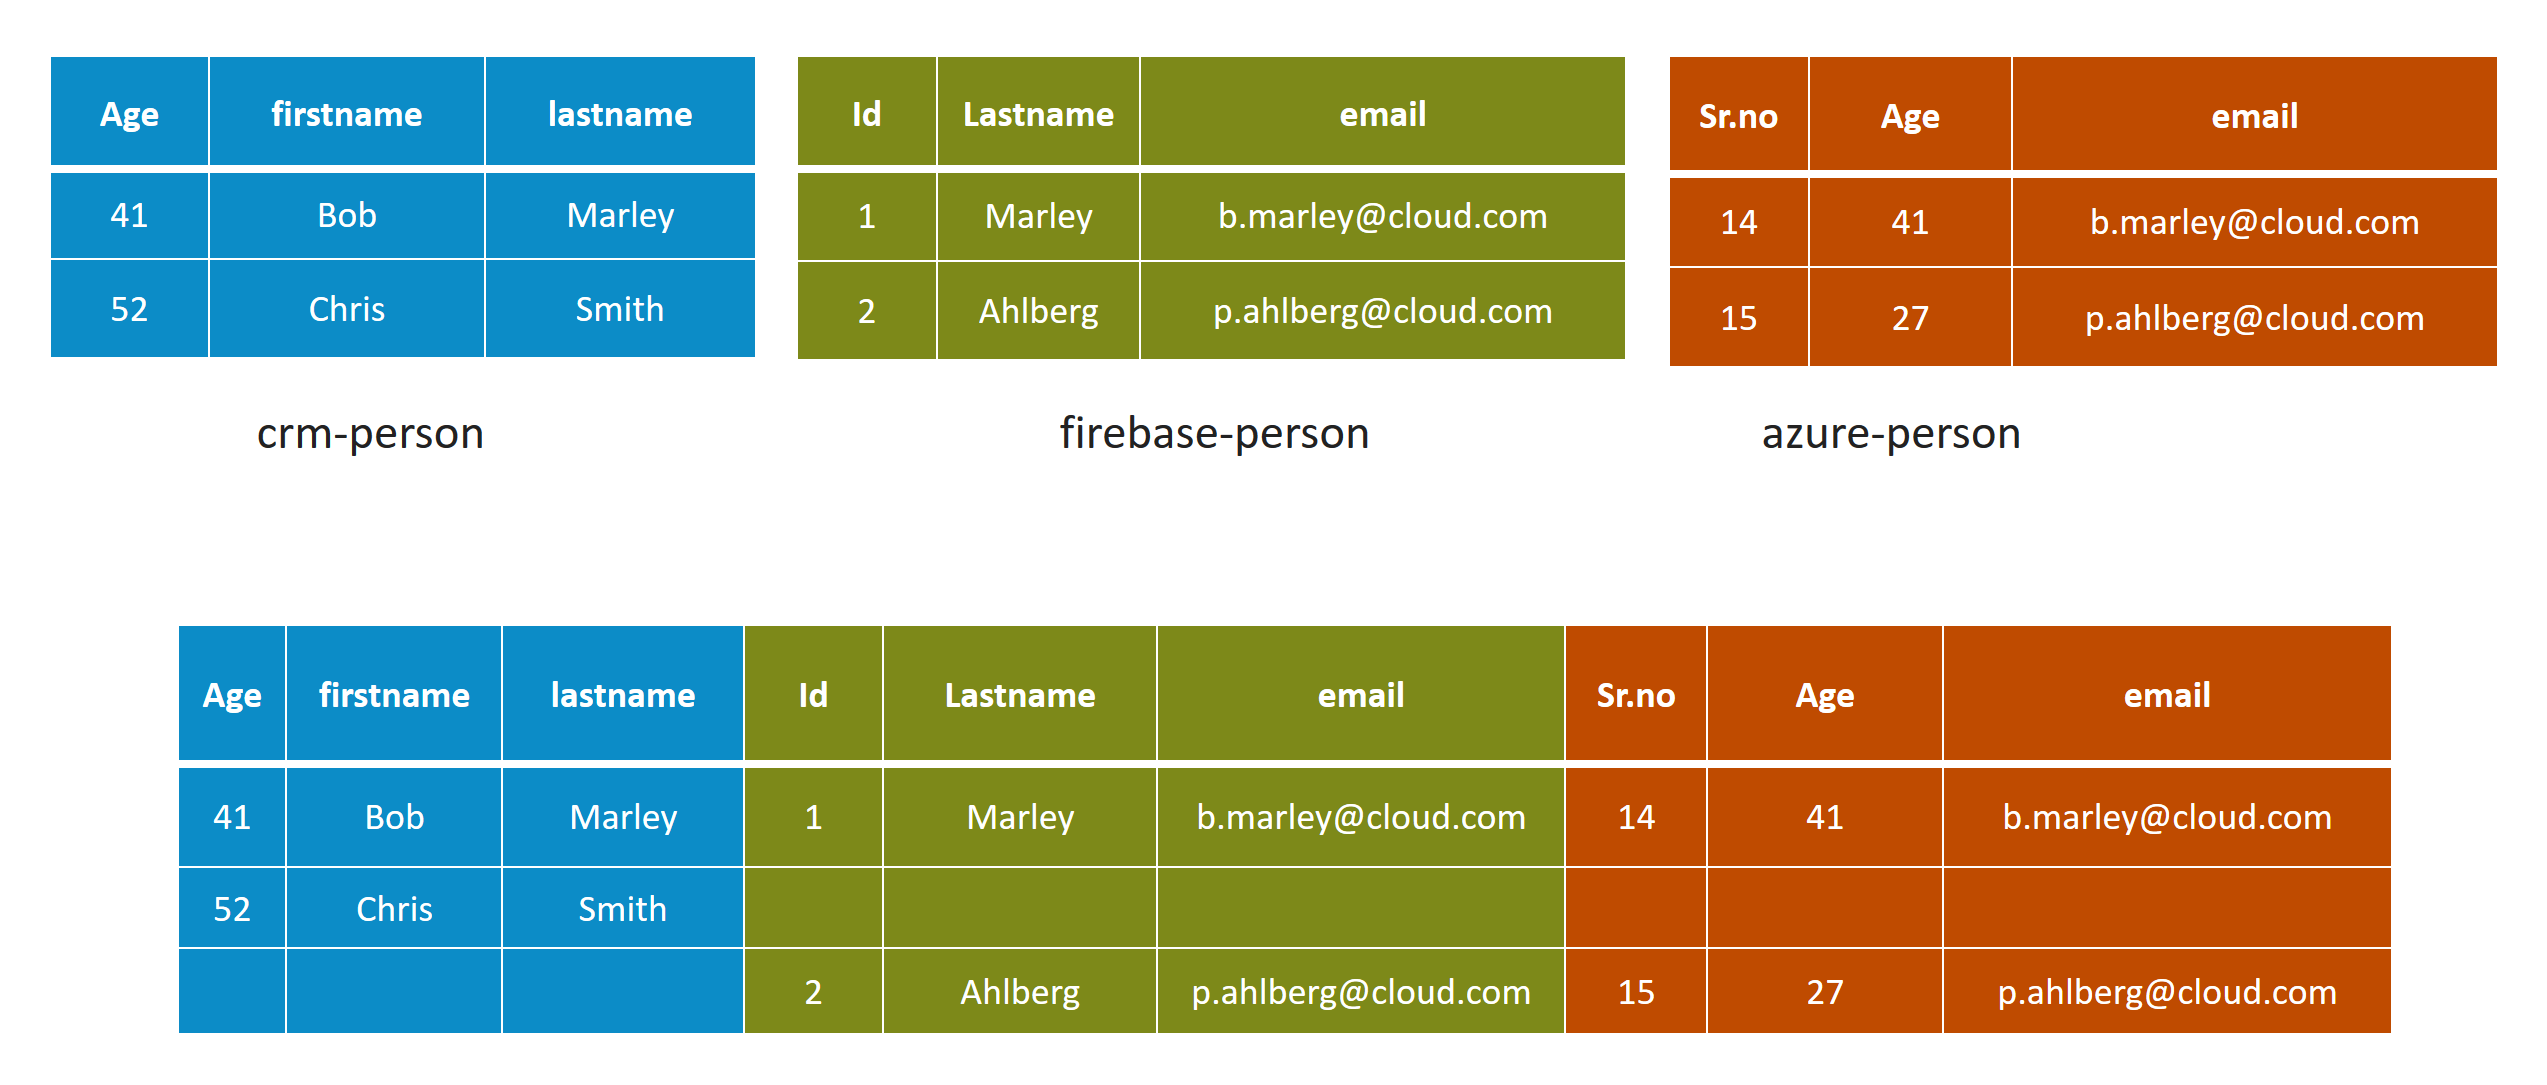 Age firstname lastname
41 Bob Marley
52 Chris Smith
crm-person
Id Lastname email
1 Marley b.marley@cloud.com
2 Ahlberg p.ahlberg@cloud.com
firebase-person
Sr.no Age email
14 41 b.marley@cloud.com
15 27 p.ahlberg@cloud.com
azure-person
Age firstname lastname Id Lastname email Sr.no Age email
41 Bob Marley 1 Marley b.marley@cloud.com 14 41 b.marley@cloud.com
52 Chris Smith
2 Ahlberg p.ahlberg@cloud.com 15 27 p.ahlberg@cloud.com